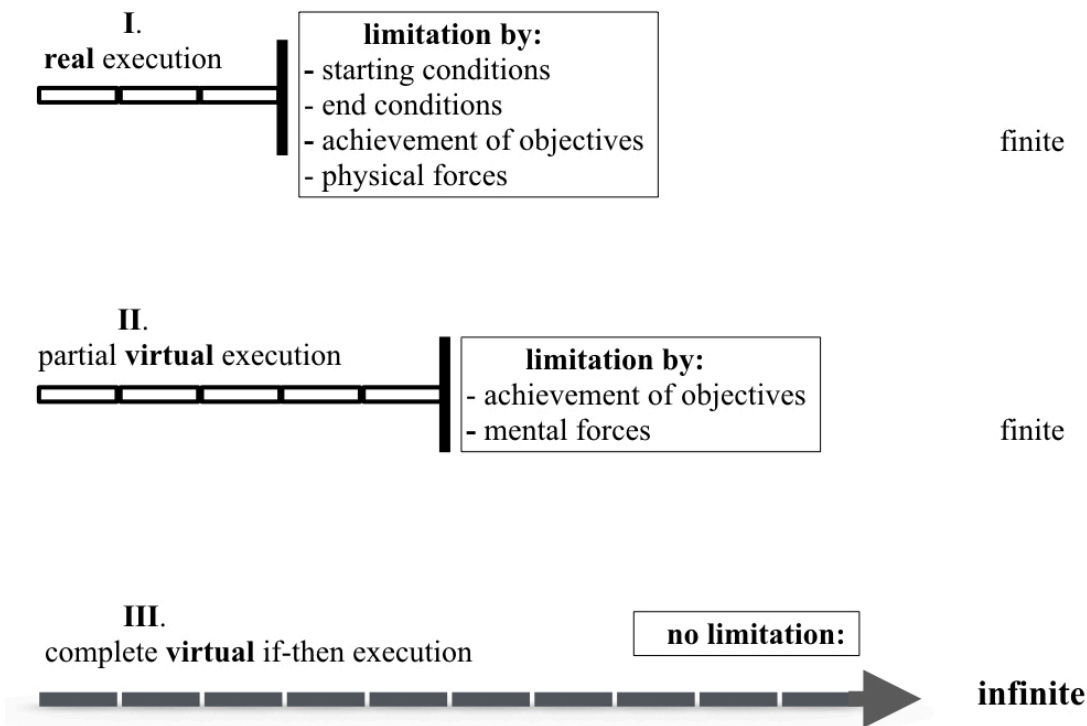 I.
real execution
limitation by:
- starting conditions
- end conditions
- achievement of objectives
- physical forces
finite
II.
partial virtual execution
limitation by:
- achievement of objectives
- mental forces
finite
III.
complete virtual if-then execution
no limitation:
infinite